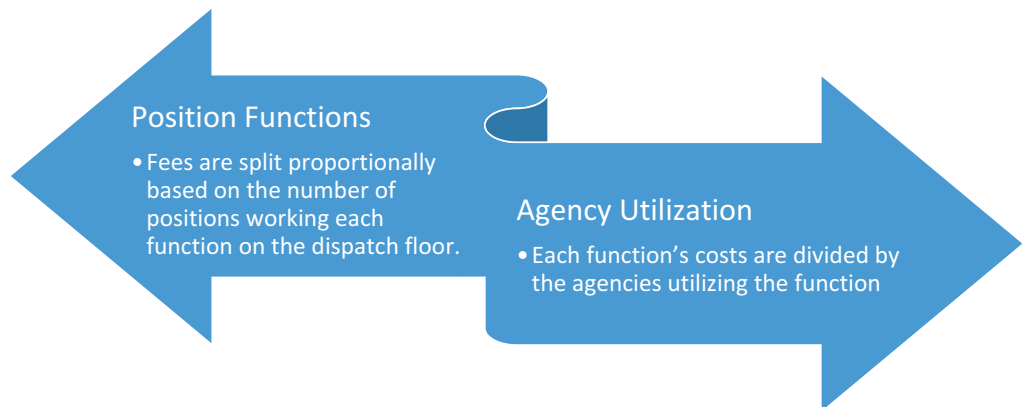 Position Functions
•Fees are split proportionally
based on the number of
positions working each
function on the dispatch floor.
Agency Utilization
•Each function’s costs are divided by
the agencies utilizing the function